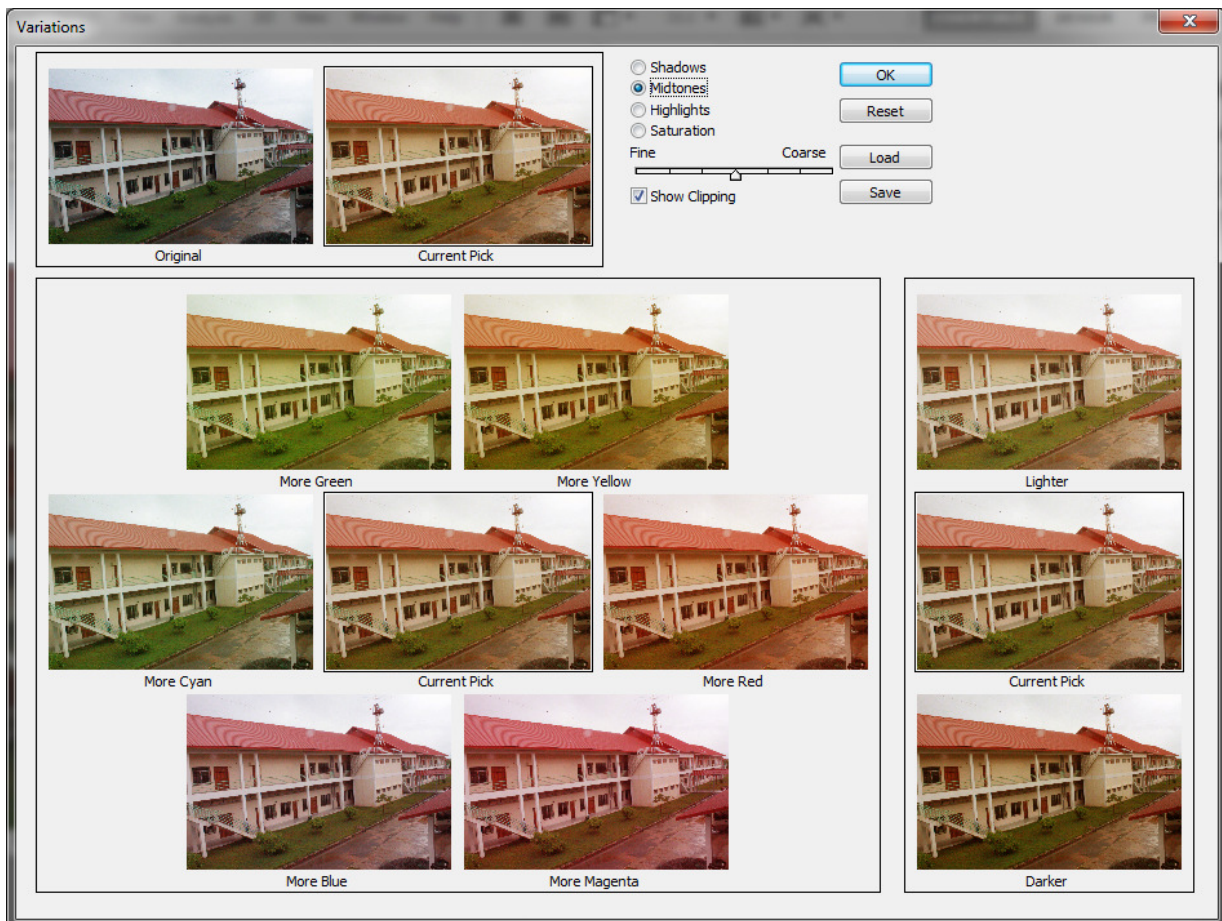 Variations
Original
Current Pick
Shadows
Midtones
Highlights
Saturation
Fine Coarse
Show Clipping
OK
Reset
Load
Save
More Green
More Yellow
More Cyan
Current Pick
More Red
More Blue
More Magenta
Lighter
Current Pick
Darker